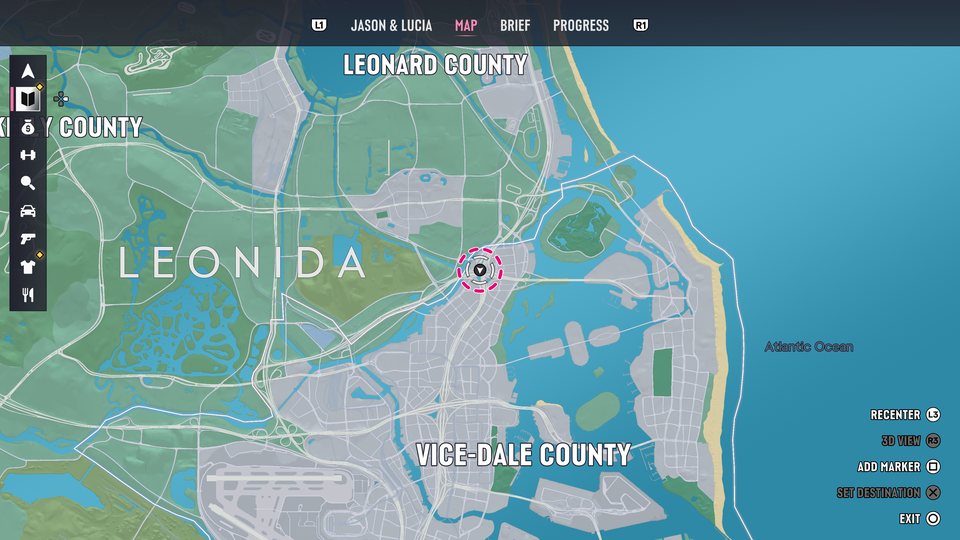 L1 JASON & LUCIA MAP BRIEF PROGRESS R1
LEONARD COUNTY
Y COUNTY
LEONIDA
Atlantic Ocean
VICE-DALE COUNTY
RECENTER L3
3D VIEW R3
ADD MARKER
SET DESTINATION
EXIT